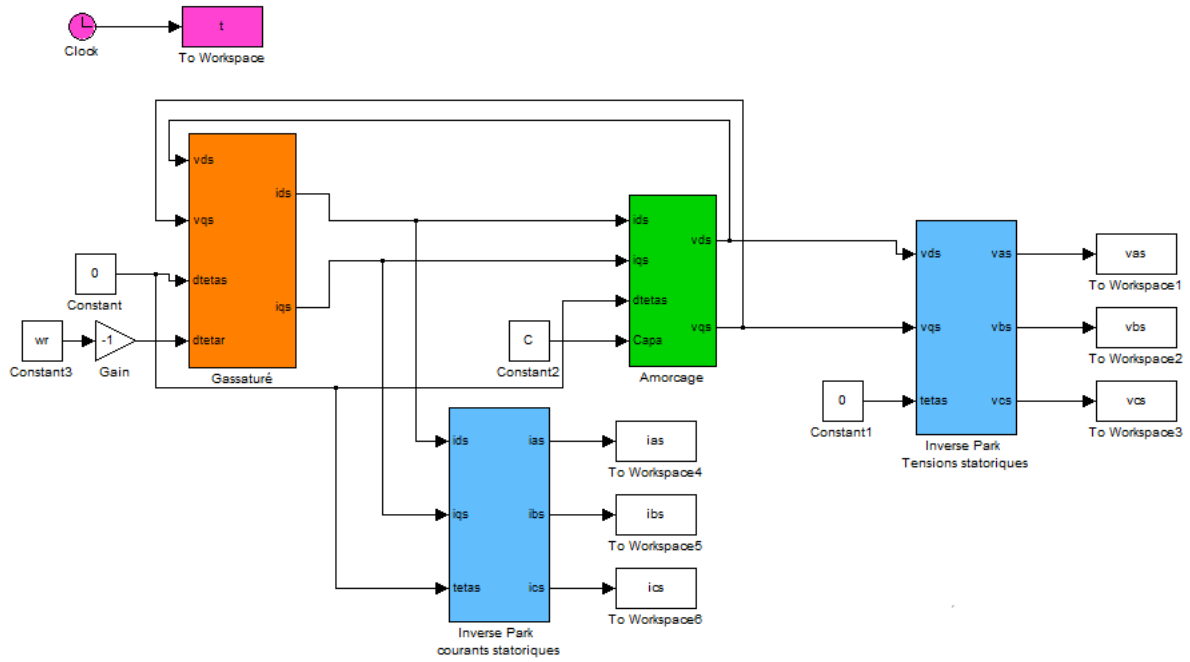 t
Clock
To Workspace
vds
vqs
dtetas
dtetar
ids
iqs
Gassaturé
0
Constant
wr
Constant3
-1
Gain
ids
iqs
dtetas
Capa
vds
vqs
Amorcage
C
Constant2
vds
vqs
tetas
vas
vbs
vcs
Inverse Park
Tensions statoriques
0
Constant1
vas
To Workspace1
vbs
To Workspace2
vcs
To Workspace3
ids
iqs
tetas
ias
ibs
ics
Inverse Park
courants statoriques
ias
To Workspace4
ibs
To Workspace5
ics
To Workspace6